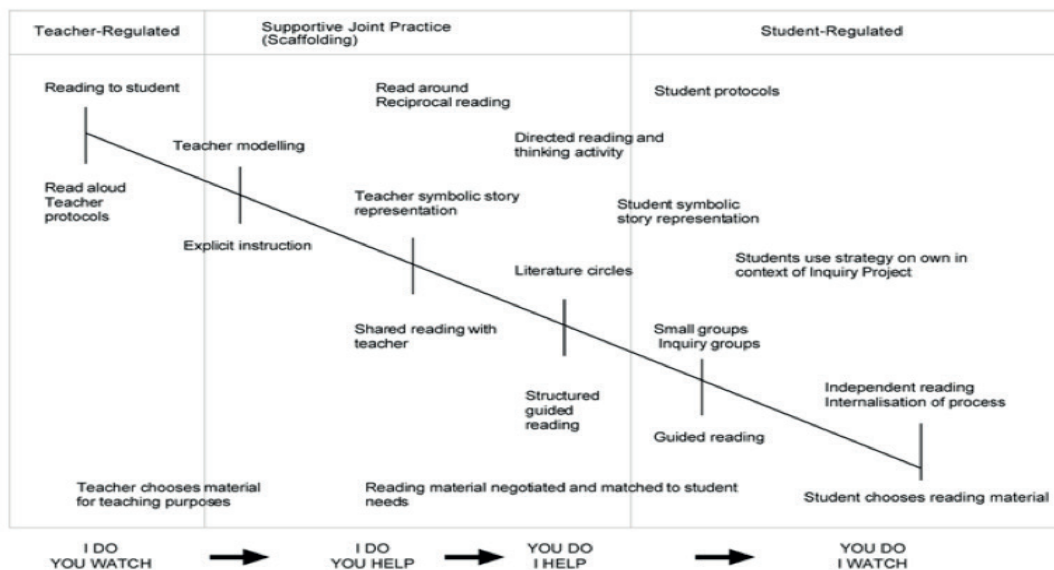 Teacher-Regulated
Supportive Joint Practice
(Scaffolding)
Student-Regulated
Reading to student
Read around
Reciprocal reading
Student protocols
Teacher modelling
Directed reading and
thinking activity
Read aloud
Teacher
protocols
Teacher symbolic story
representation
Student symbolic
story representation
Explicit instruction
Students use strategy on own in
context of Inquiry Project
Literature circles
Shared reading with
teacher
Small groups
Inquiry groups
Structured
guided
reading
Independent reading
Internalisation of process
Guided reading
Teacher chooses material
for teaching purposes
Reading material negotiated and matched to student
needs
Student chooses reading material
I DO
YOU WATCH
I DO
YOU HELP
YOU DO
I HELP
YOU DO
I WATCH